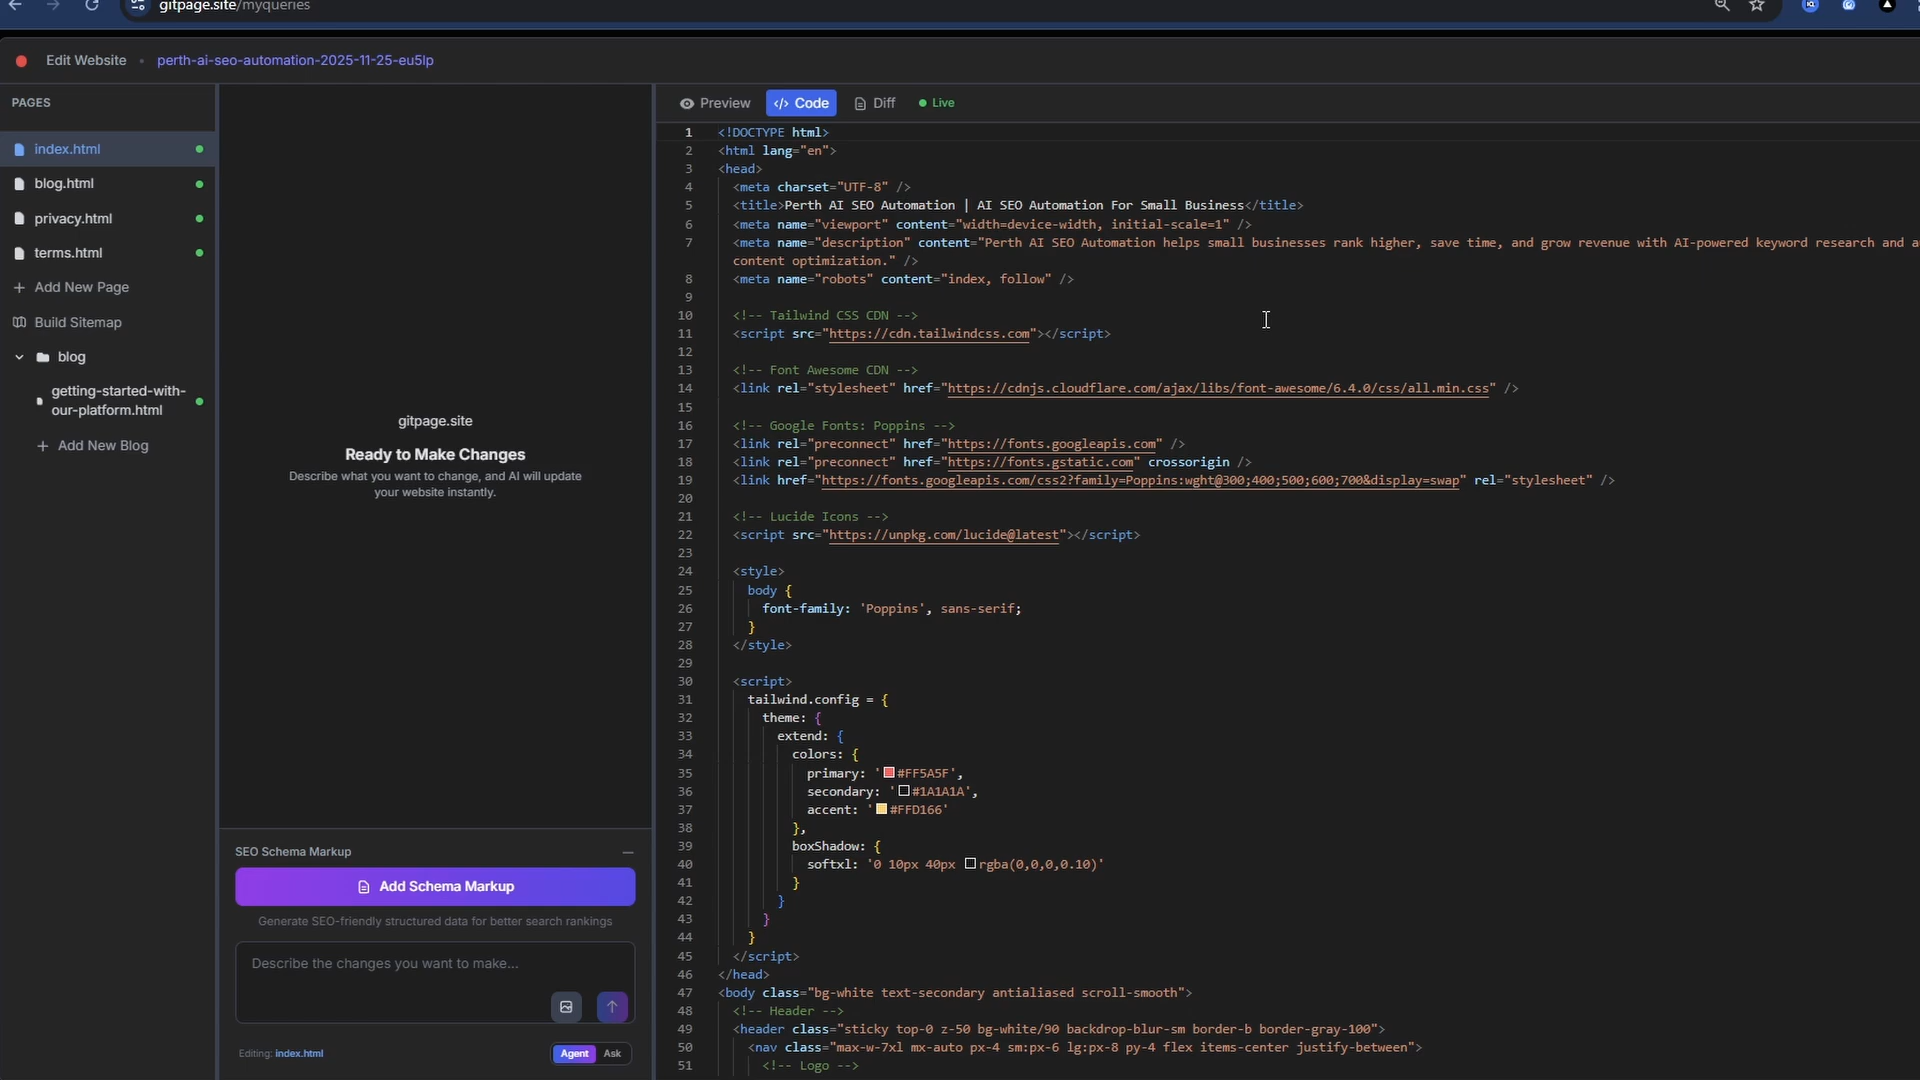 gitpage.site/myqueries
Edit Website • perth-ai-seo-automation-2025-11-25-eu5lp
PAGES
index.html
blog.html
privacy.html
terms.html
+ Add New Page
Build Sitemap
blog
getting-started-with-
our-platform.html
+ Add New Blog
gitpage.site
Ready to Make Changes
Describe what you want to change, and AI will update
your website instantly.
SEO Schema Markup
Add Schema Markup
Generate SEO-friendly structured data for better search rankings
Describe the changes you want to make...
Editing: index.html
Agent Ask
Preview </> Code Diff Live
1 <!DOCTYPE html>
2 <html lang="en">
3 <head>
4 <meta charset="UTF-8" />
5 <title>Perth AI SEO Automation | AI SEO Automation For Small Business</title>
6 <meta name="viewport" content="width=device-width, initial-scale=1" />
7 <meta name="description" content="Perth AI SEO Automation helps small businesses rank higher, save time, and grow revenue with AI-powered keyword research and
content optimization." />
8 <meta name="robots" content="index, follow" />
9
10 <!-- Tailwind CSS CDN -->
11 <script src="https://cdn.tailwindcss.com"></script>
12
13 <!-- Font Awesome CDN -->
14 <link rel="stylesheet" href="https://cdnjs.cloudflare.com/ajax/libs/font-awesome/6.4.0/css/all.min.css" />
15
16 <!-- Google Fonts: Poppins -->
17 <link rel="preconnect" href="https://fonts.googleapis.com" />
18 <link rel="preconnect" href="https://fonts.gstatic.com" crossorigin />
19 <link href="https://fonts.googleapis.com/css2?family=Poppins:wght@300;400;500;600;700&display=swap" rel="stylesheet" />
20
21 <!-- Lucide Icons -->
22 <script src="https://unpkg.com/lucide@latest"></script>
23
24 <style>
25 body {
26 font-family: 'Poppins', sans-serif;
27 }
28 </style>
29
30 <script>
31 tailwind.config = {
32 theme: {
33 extend: {
34 colors: {
35 primary: '#FF5A5F',
36 secondary: '#1A1A1A',
37 accent: '#FFD166'
38 },
39 boxShadow: {
40 softxl: '0 10px 40px rgba(0,0,0,0.10)'
41 }
42 }
43 }
44 }
45 </script>
46 </head>
47 <body class="bg-white text-secondary antialiased scroll-smooth">
48 <!-- Header -->
49 <header class="sticky top-0 z-50 bg-white/90 backdrop-blur-sm border-b border-gray-100">
50 <nav class="max-w-7xl mx-auto px-4 sm:px-6 lg:px-8 py-4 flex items-center justify-between">
51 <!-- Logo -->